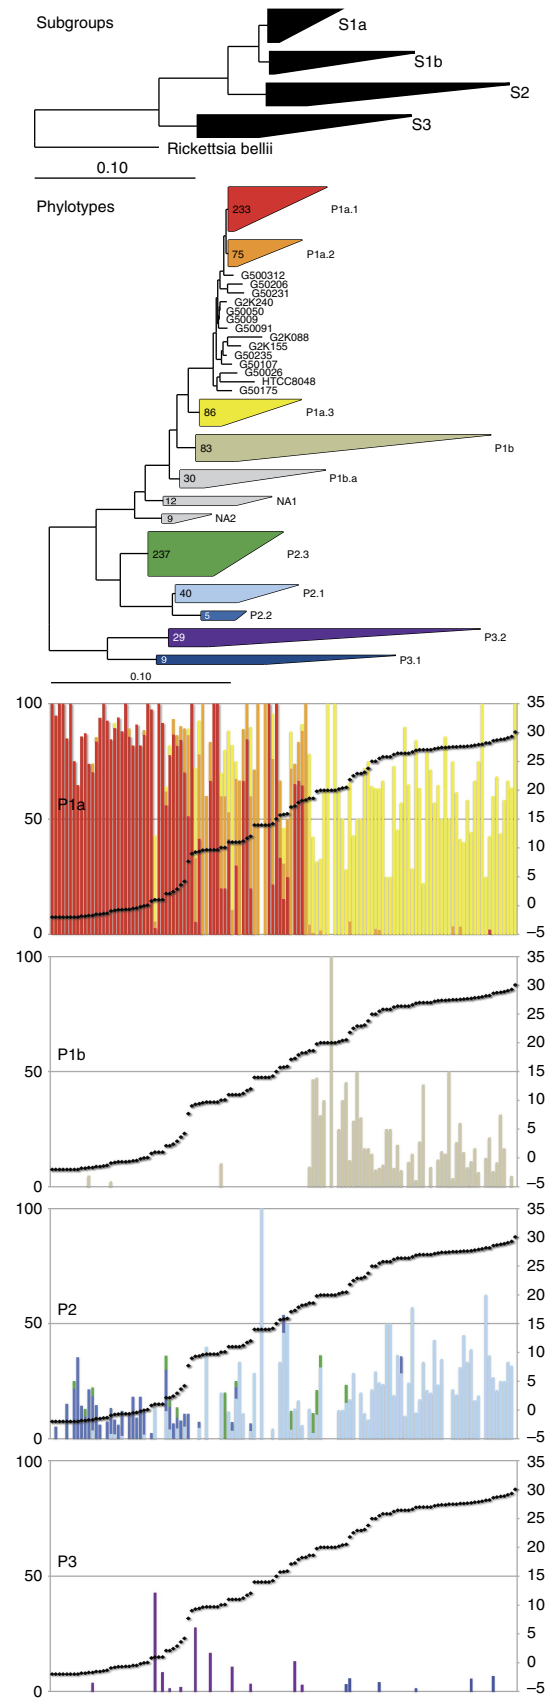 Subgroups
S1a
S1b
S2
S3
Rickettsia bellii
0.10
Phylotypes
233 P1a.1
75 P1a.2
G500312
G50206
G50231
G2K240
G50050
G5009
G50091
G2K088
G2K155
G50235
G50107
G50026
HTCC8048
G50175
86 P1a.3
83 P1b
30 P1b.a
12 NA1
9 NA2
237 P2.3
40 P2.1
5 P2.2
29 P3.2
9 P3.1
0.10
100 35
30
25
P1a 20
50 15
10
5
0
0 –5
100 35
30
25
P1b 20
50 15
10
5
0
0 –5
100 35
30
25
P2 20
50 15
10
5
0
0 –5
100 35
30
25
P3 20
50 15
10
5
0
0 –5